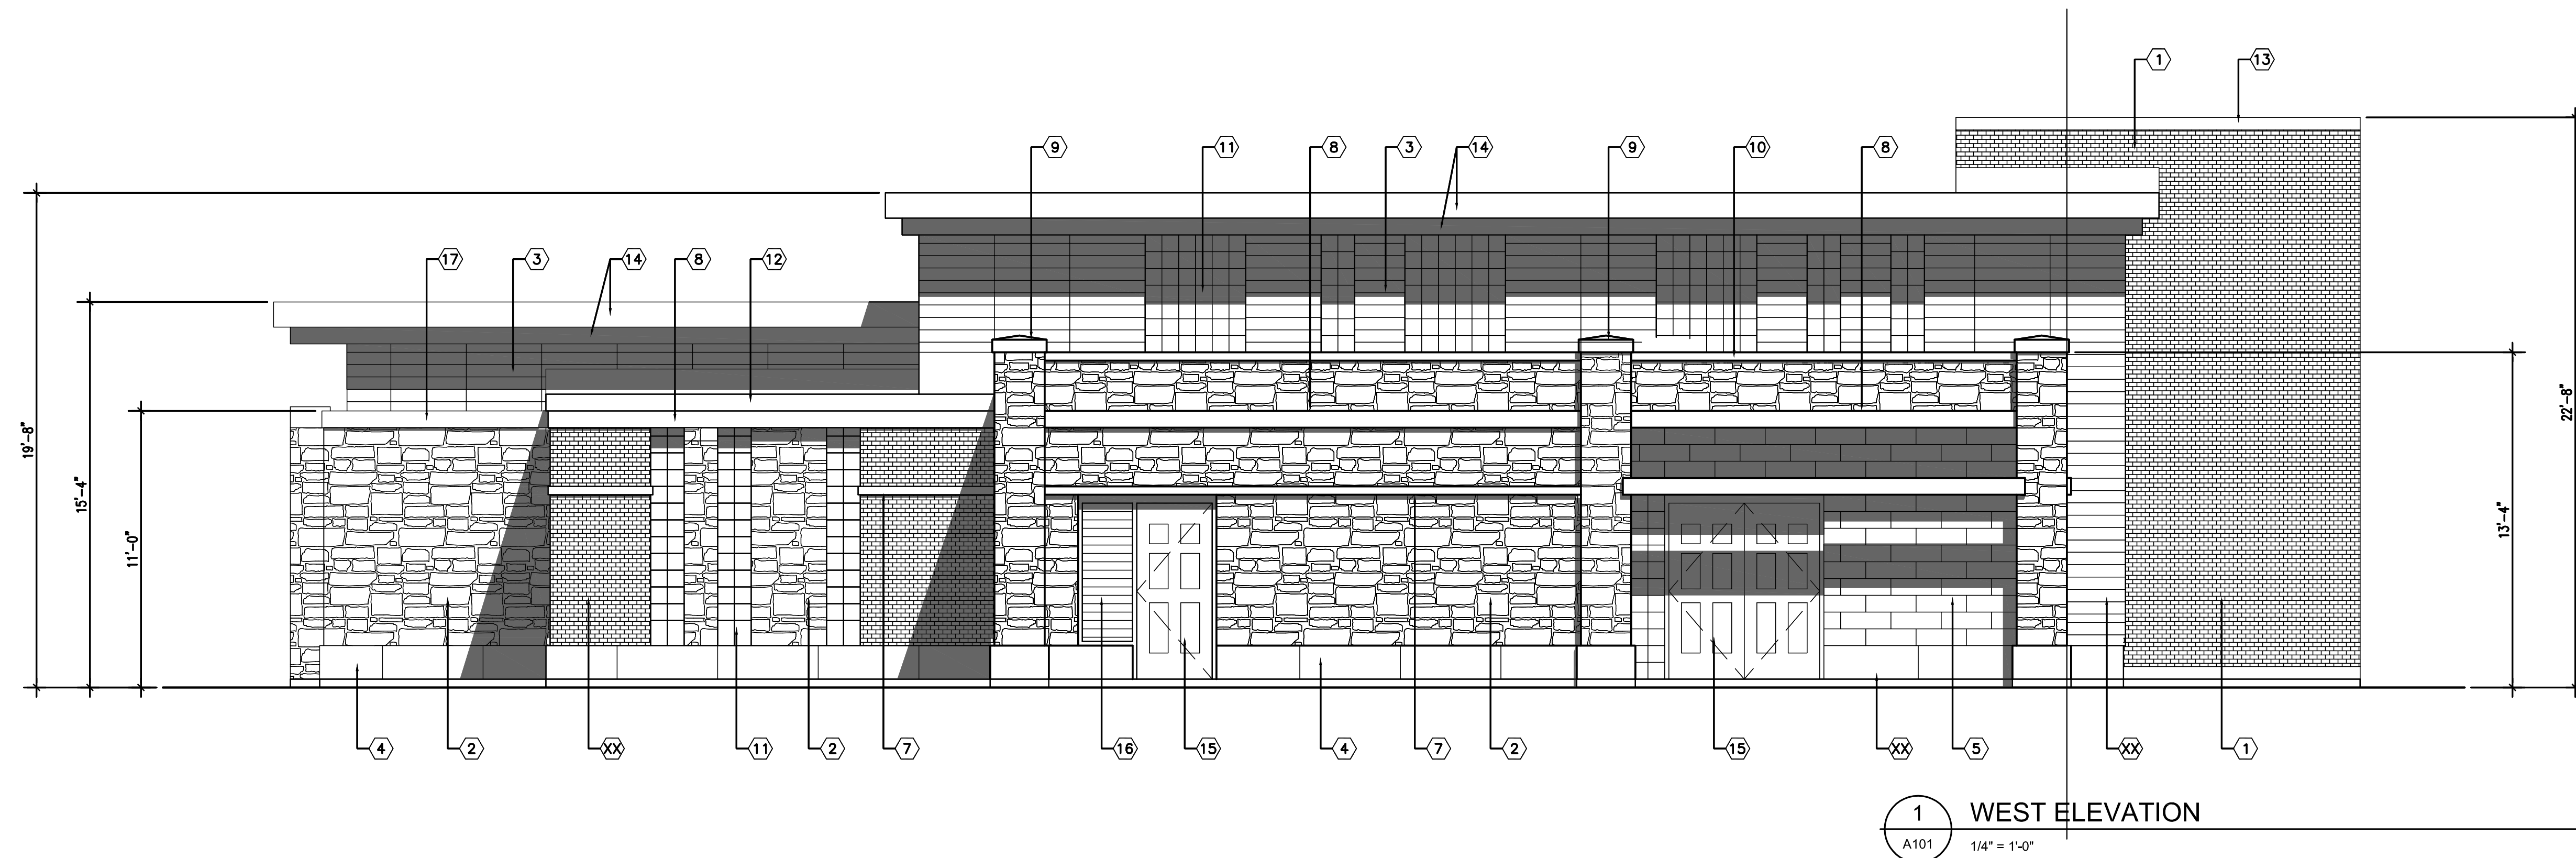 1 13
9 11 8 3 14 9 10 8
17 3 14 8 12
19'-8"
15'-4"
11'-0"
13'-4"
22'-8"
4 2 XX 11 2 7 16 15 4 7 2 15 XX 5 XX 1
1 WEST ELEVATION
A101 1/4" = 1'-0"